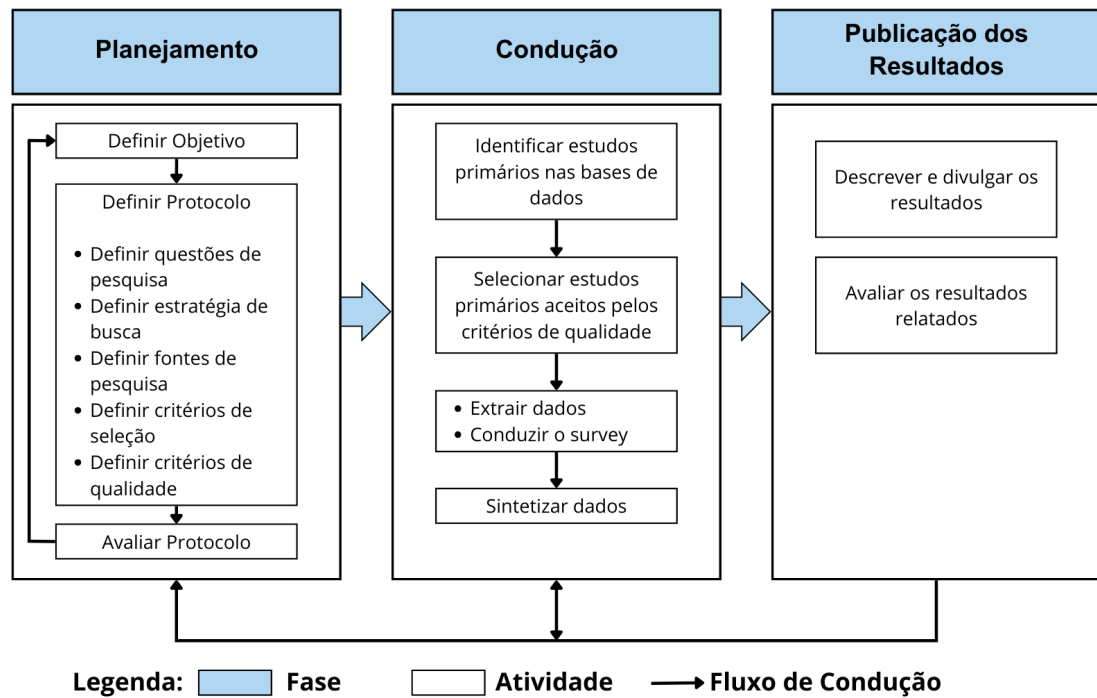 Planejamento
Definir Objetivo
Definir Protocolo
• Definir questões de
pesquisa
• Definir estratégia de
busca
• Definir fontes de
pesquisa
• Definir critérios de
seleção
• Definir critérios de
qualidade
Avaliar Protocolo
Condução
Identificar estudos
primários nas bases de
dados
Selecionar estudos
primários aceitos pelos
critérios de qualidade
• Extrair dados
• Conduzir o survey
Sintetizar dados
Publicação dos
Resultados
Descrever e divulgar os
resultados
Avaliar os resultados
relatados
Legenda: Fase Atividade Fluxo de Condução